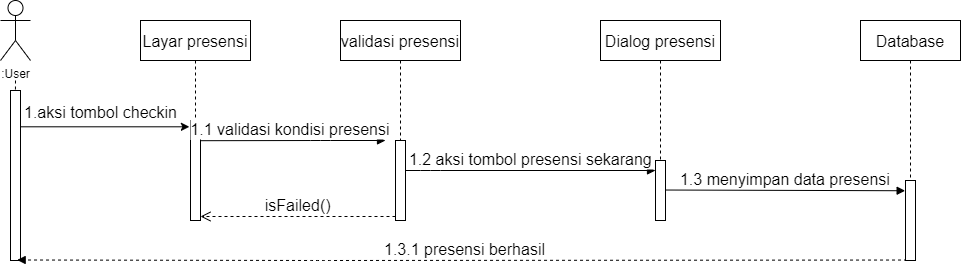 Layar presensi
validasi presensi
Dialog presensi
Database
:User
1.aksi tombol checkin
1.1 validasi kondisi presensi
1.2 aksi tombol presensi sekarang
1.3 menyimpan data presensi
isFailed()
1.3.1 presensi berhasil